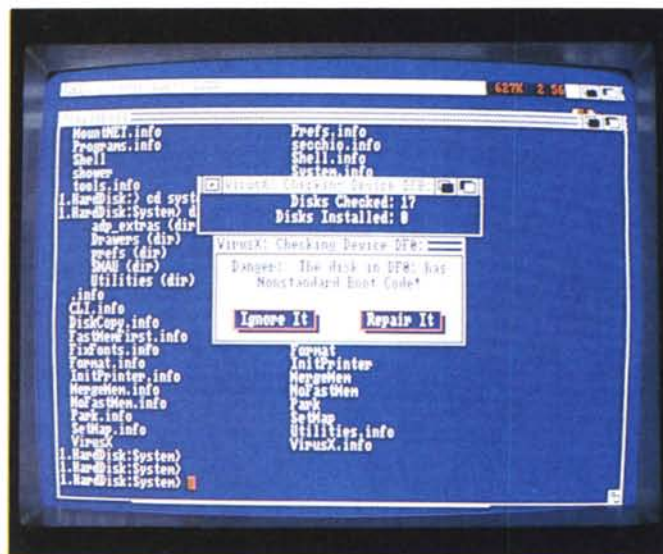 627K 2 56
MountNET.info Prefs.info
Programs.info secchio.info
Shell Shell.info
shower System.info
tools.info
1.HardDisk:> cd syst
1.HardDisk:System> d
adp_extras (dir
Drawers (dir)
prefs (dir)
SMAU (dir)
Utilities (dir)
.info
CLI.info
DiskCopy.info
FastMemFirst.info
FixFonts.info
Format.info Format
InitPrinter.info InitPrinter
MergeMem.info MergeMem
NoFastMem.info NoFastMem
Park.info Park
SetMap.info SetMap
Utilities.info
VirusX VirusX.info
1.HardDisk:System>
1.HardDisk:System>
1.HardDisk:System>
VirusX: Checking Device DF0:
Disks Checked: 17
Disks Installed: 0
VirusX: Checking Device DF0:
Danger: The disk in DF0: has
Nonstandard Boot Code!
Ignore It Repair It